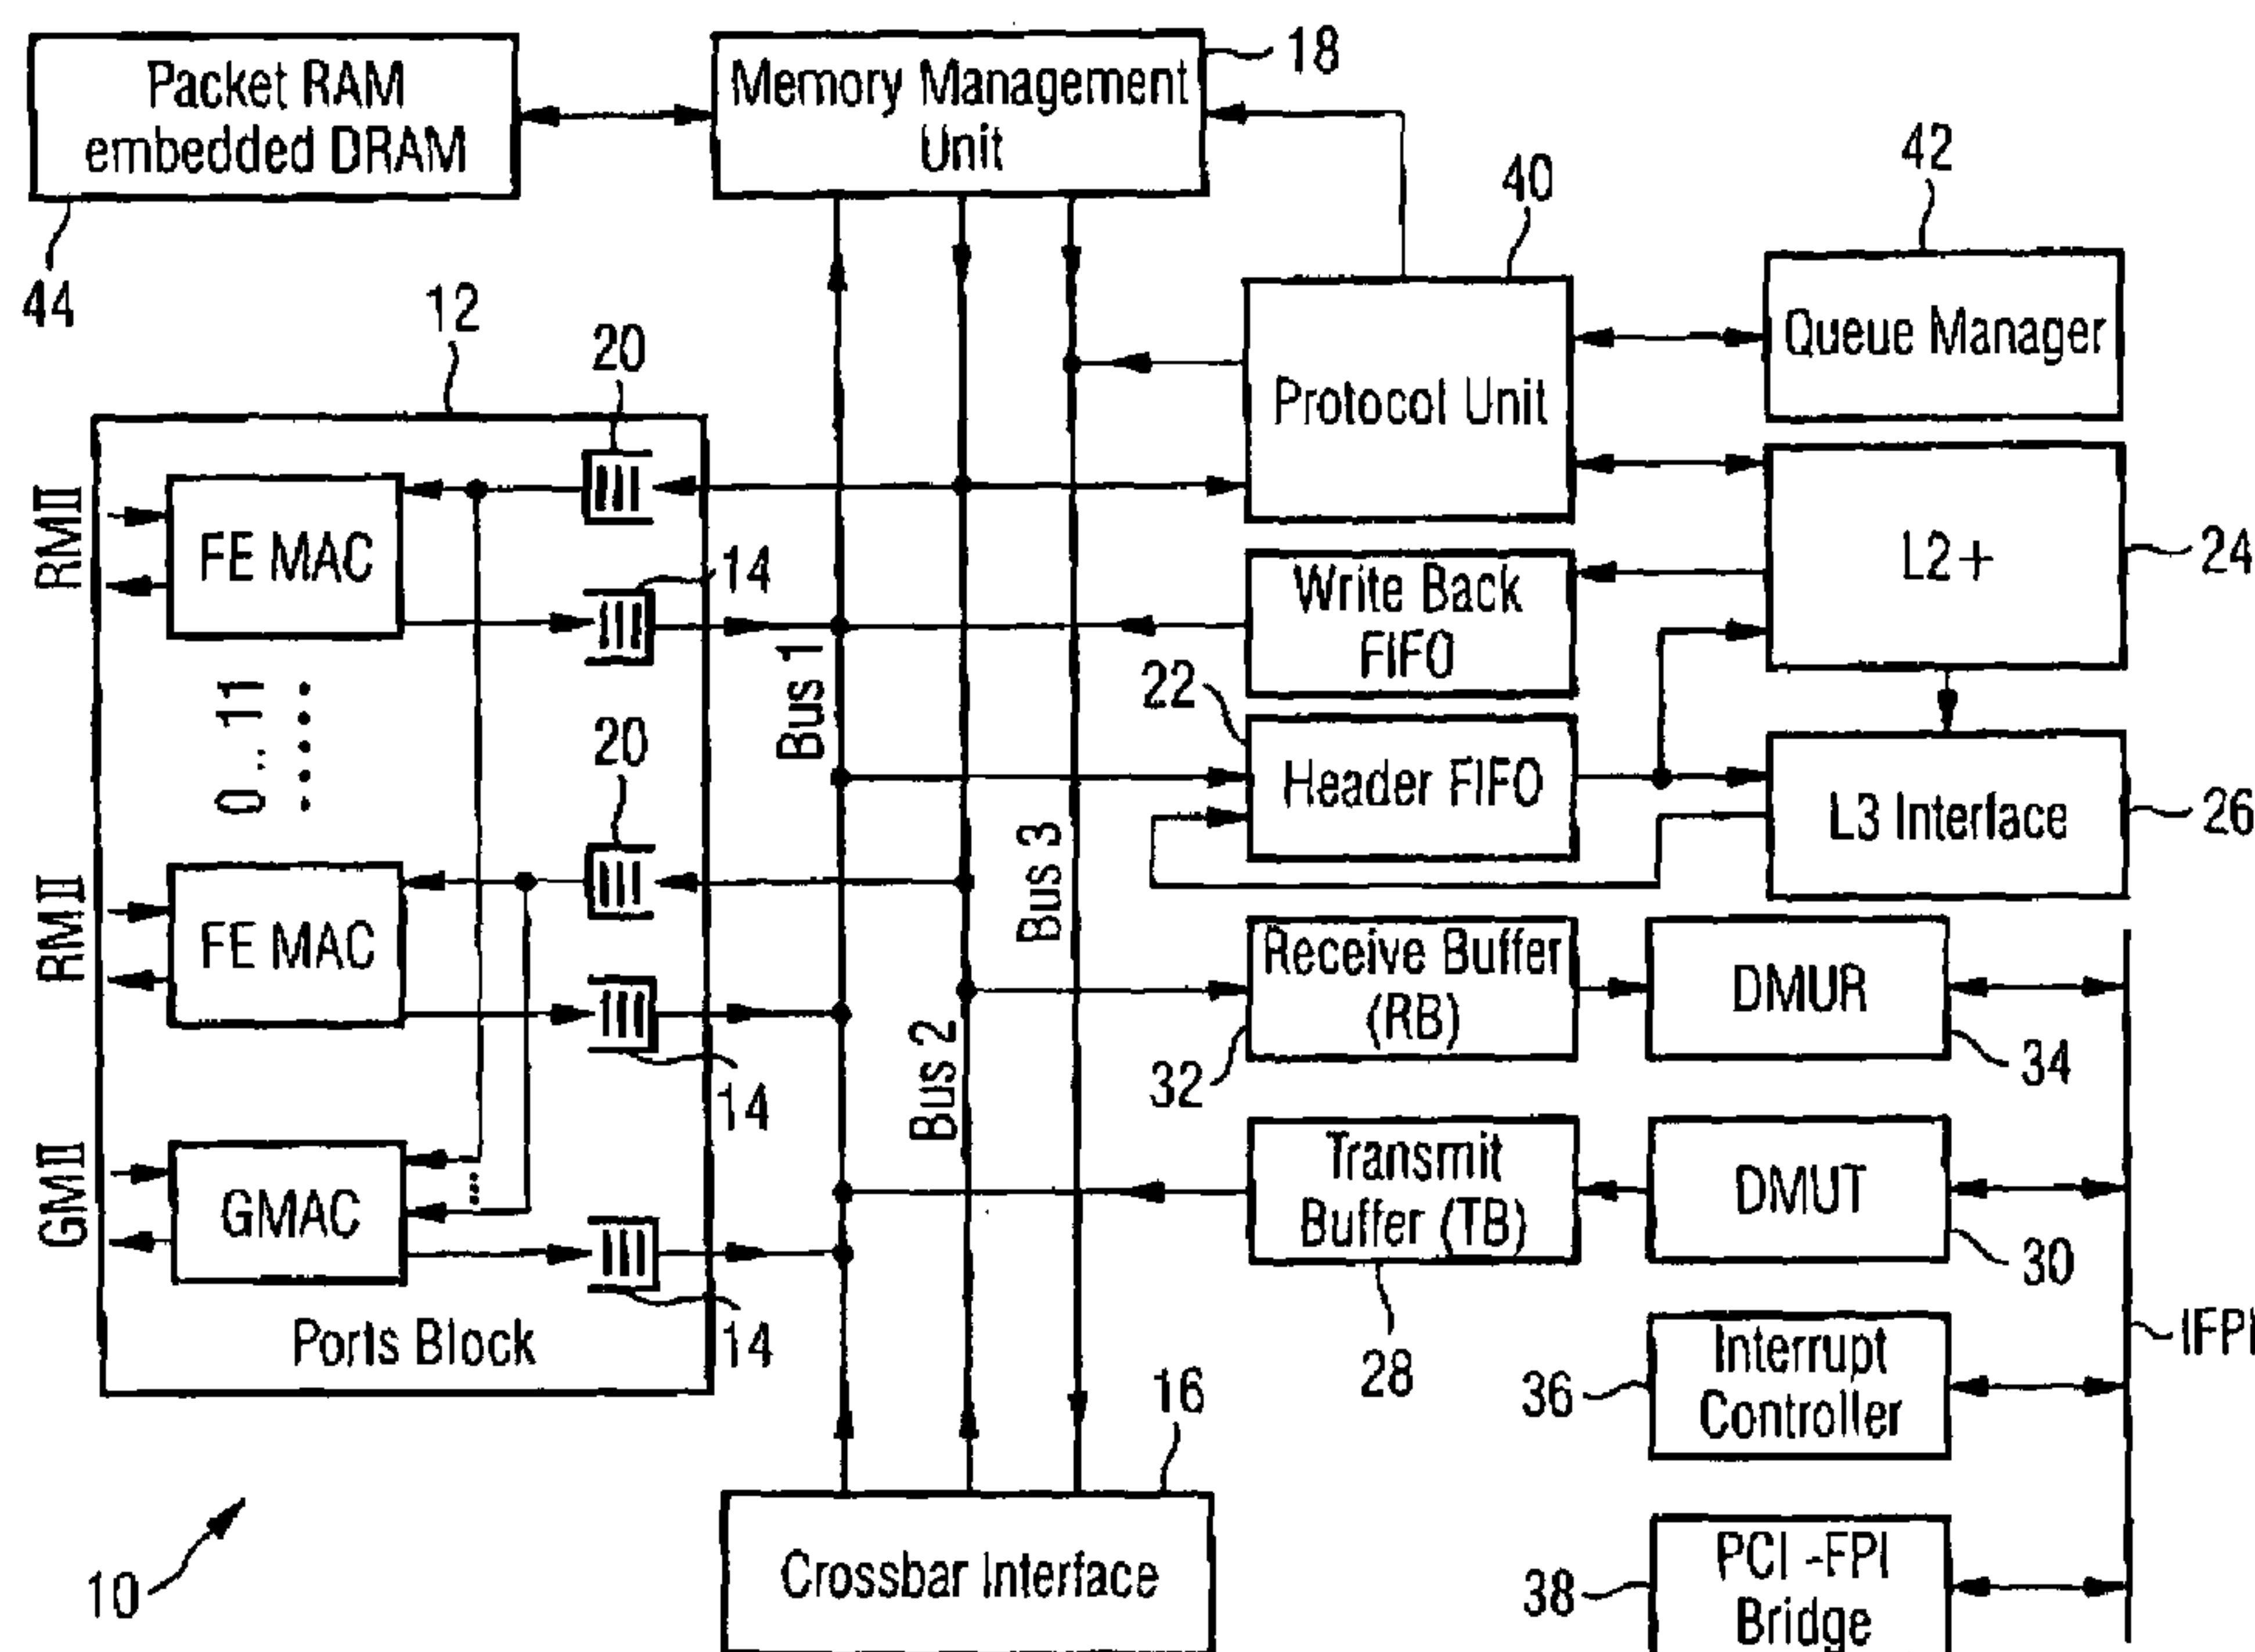 Packet RAM
embedded DRAM
44
Memory Management
Unit
18
40
42
Protocol Unit
Queue Manager
12
20
RMII
FE MAC
14
Write Back
FIFO
L2+
24
0..11
.....
Bus 1
22
Header FIFO
20
L3 Interface
26
Bus 3
RMII
FE MAC
14
Bus 2
Receive Buffer
(RB)
32
DMUR
34
GMII
GMAC
...
14
Ports Block
Transmit
Buffer (TB)
28
DMUT
30
IFPI
16
36
Interrupt
Controller
10
Crossbar Interface
38
PCI -FPI
Bridge